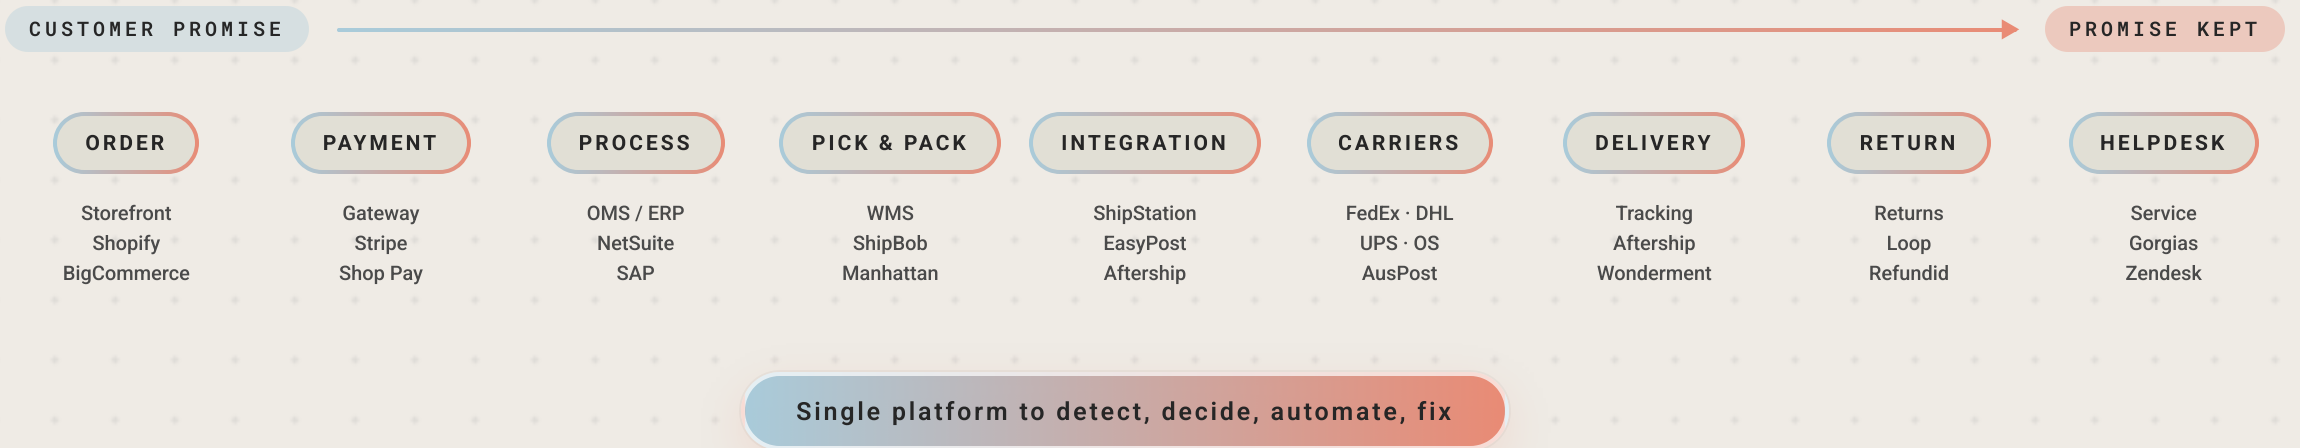 CUSTOMER PROMISE
PROMISE KEPT
ORDER
Storefront
Shopify
BigCommerce
PAYMENT
Gateway
Stripe
Shop Pay
PROCESS
OMS / ERP
NetSuite
SAP
PICK & PACK
WMS
ShipBob
Manhattan
INTEGRATION
ShipStation
EasyPost
Aftership
CARRIERS
FedEx · DHL
UPS · OS
AusPost
DELIVERY
Tracking
Aftership
Wonderment
RETURN
Returns
Loop
Refundid
HELPDESK
Service
Gorgias
Zendesk
Single platform to detect, decide, automate, fix